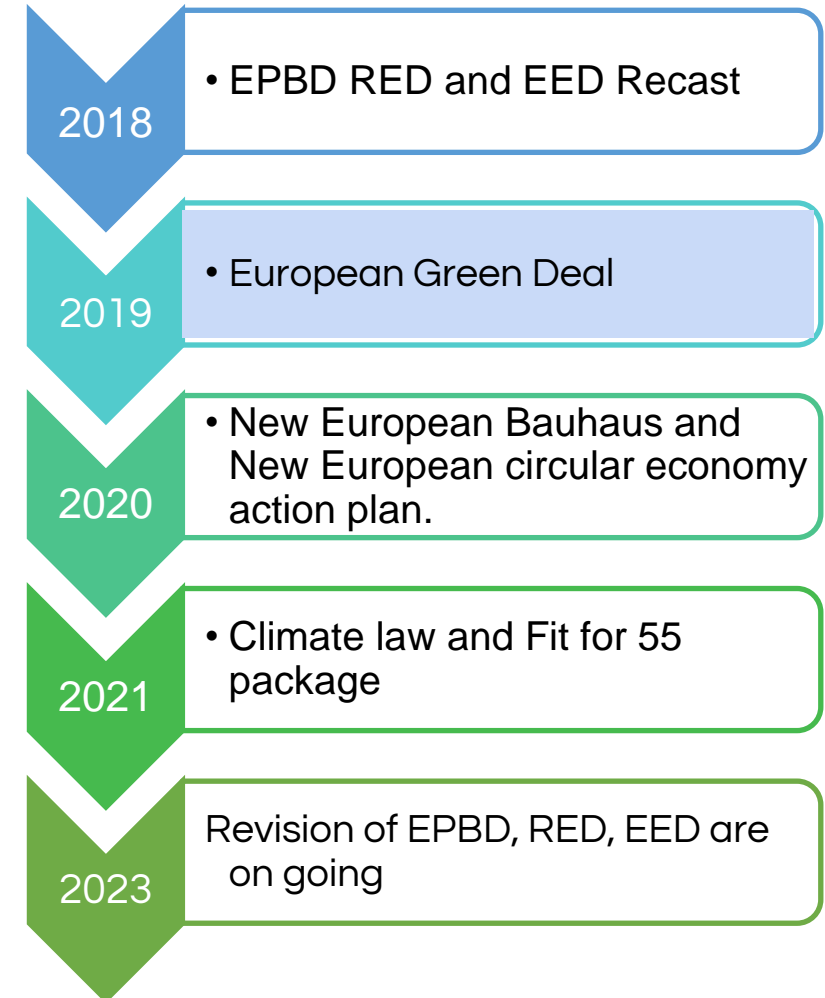 2018
• EPBD RED and EED Recast
2019
• European Green Deal
2020
• New European Bauhaus and
New European circular economy
action plan.
2021
• Climate law and Fit for 55
package
2023
Revision of EPBD, RED, EED are
on going